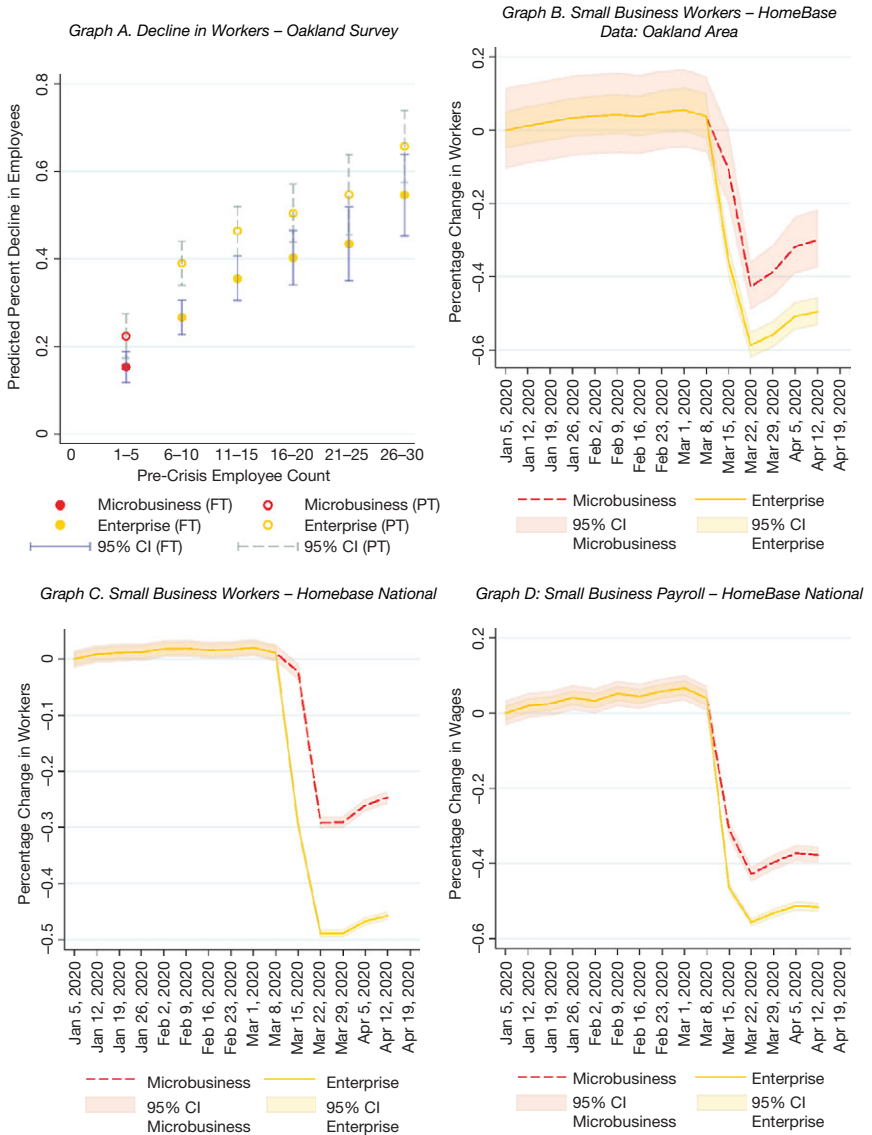 Graph A. Decline in Workers – Oakland Survey
Predicted Percent Decline in Employees
0.8
0.6
0.4
0.2
0
0 1–5 6–10 11–15 16–20 21–25 26–30
Pre-Crisis Employee Count
Microbusiness (FT) Microbusiness (PT)
Enterprise (FT) Enterprise (PT)
95% CI (FT) 95% CI (PT)
Graph B. Small Business Workers – HomeBase
Data: Oakland Area
Percentage Change in Workers
0.2
0
−0.2
−0.4
−0.6
Jan 5, 2020
Jan 12, 2020
Jan 19, 2020
Jan 26, 2020
Feb 2, 2020
Feb 9, 2020
Feb 16, 2020
Feb 23, 2020
Mar 1, 2020
Mar 8, 2020
Mar 15, 2020
Mar 22, 2020
Mar 29, 2020
Apr 5, 2020
Apr 12, 2020
Apr 19, 2020
Microbusiness Enterprise
95% CI 95% CI
Microbusiness Enterprise
Graph C. Small Business Workers – Homebase National
Percentage Change in Workers
0
−0.1
−0.2
−0.3
−0.4
−0.5
Jan 5, 2020
Jan 12, 2020
Jan 19, 2020
Jan 26, 2020
Feb 2, 2020
Feb 9, 2020
Feb 16, 2020
Feb 23, 2020
Mar 1, 2020
Mar 8, 2020
Mar 15, 2020
Mar 22, 2020
Mar 29, 2020
Apr 5, 2020
Apr 12, 2020
Apr 19, 2020
Microbusiness Enterprise
95% CI 95% CI
Microbusiness Enterprise
Graph D: Small Business Payroll – HomeBase National
Percentage Change in Wages
0.2
0
−0.2
−0.4
−0.6
Jan 5, 2020
Jan 12, 2020
Jan 19, 2020
Jan 26, 2020
Feb 2, 2020
Feb 9, 2020
Feb 16, 2020
Feb 23, 2020
Mar 1, 2020
Mar 8, 2020
Mar 15, 2020
Mar 22, 2020
Mar 29, 2020
Apr 5, 2020
Apr 12, 2020
Apr 19, 2020
Microbusiness Enterprise
95% CI 95% CI
Microbusiness Enterprise